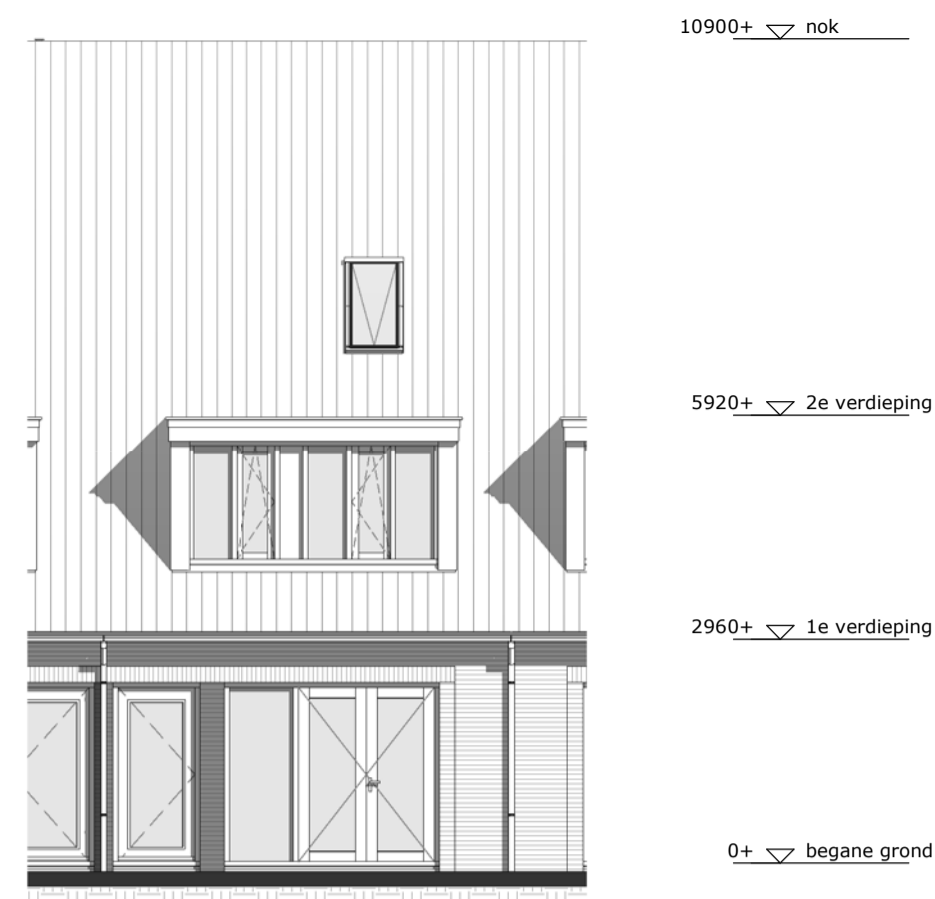 10900+ nok
5920+ 2e verdieping
2960+ 1e verdieping
0+ begane grond